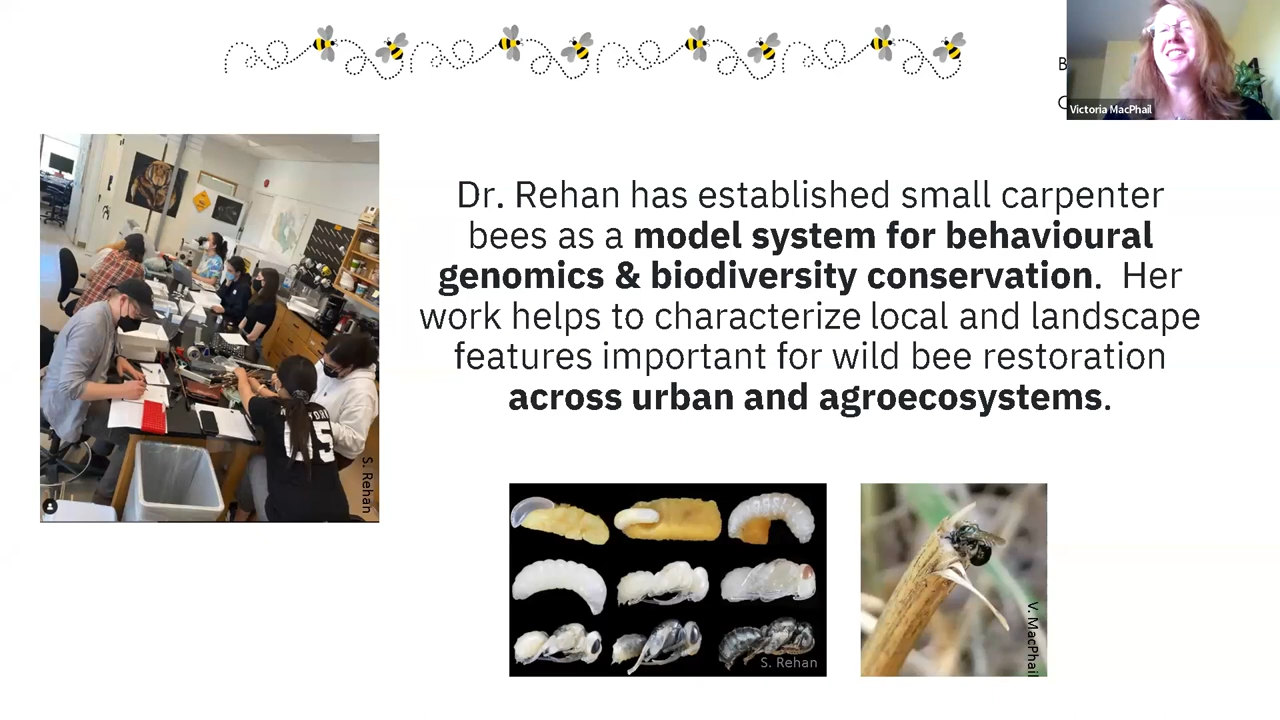 B
C
Victoria MacPhail
Dr. Rehan has established small carpenter
bees as a model system for behavioural
genomics & biodiversity conservation. Her
work helps to characterize local and landscape
features important for wild bee restoration
across urban and agroecosystems.
YORK
05
S. Rehan
S. Rehan
V. MacPhail